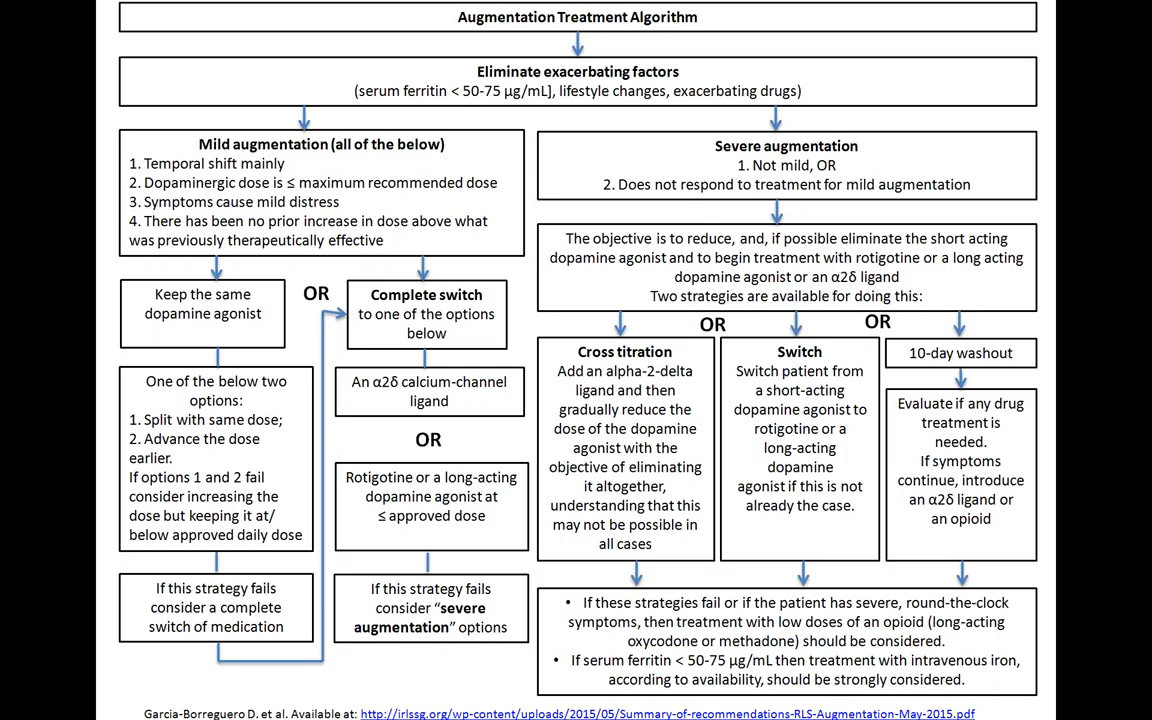 Augmentation Treatment Algorithm
Eliminate exacerbating factors
(serum ferritin < 50-75 µg/mL], lifestyle changes, exacerbating drugs)
Mild augmentation (all of the below)
1. Temporal shift mainly
2. Dopaminergic dose is ≤ maximum recommended dose
3. Symptoms cause mild distress
4. There has been no prior increase in dose above what
was previously therapeutically effective
Severe augmentation
1. Not mild, OR
2. Does not respond to treatment for mild augmentation
Keep the same
dopamine agonist
OR
Complete switch
to one of the options
below
One of the below two
options:
1. Split with same dose;
2. Advance the dose
earlier.
If options 1 and 2 fail
consider increasing the
dose but keeping it at/
below approved daily dose
An α2δ calcium-channel
ligand
OR
Rotigotine or a long-acting
dopamine agonist at
≤ approved dose
If this strategy fails
consider a complete
switch of medication
If this strategy fails
consider “severe
augmentation” options
The objective is to reduce, and, if possible eliminate the short acting
dopamine agonist and to begin treatment with rotigotine or a long acting
dopamine agonist or an α2δ ligand
Two strategies are available for doing this:
OR
OR
Cross titration
Add an alpha-2-delta
ligand and then
gradually reduce the
dose of the dopamine
agonist with the
objective of eliminating
it altogether,
understanding that this
may not be possible in
all cases
Switch
Switch patient from
a short-acting
dopamine agonist to
rotigotine or a
long-acting
dopamine
agonist if this is not
already the case.
10-day washout
Evaluate if any drug
treatment is
needed.
If symptoms
continue, introduce
an α2δ ligand or
an opioid
• If these strategies fail or if the patient has severe, round-the-clock
symptoms, then treatment with low doses of an opioid (long-acting
oxycodone or methadone) should be considered.
• If serum ferritin < 50-75 µg/mL then treatment with intravenous iron,
according to availability, should be strongly considered.
Garcia-Borreguero D. et al. Available at: http://irlssg.org/wp-content/uploads/2015/05/Summary-of-recommendations-RLS-Augmentation-May-2015.pdf